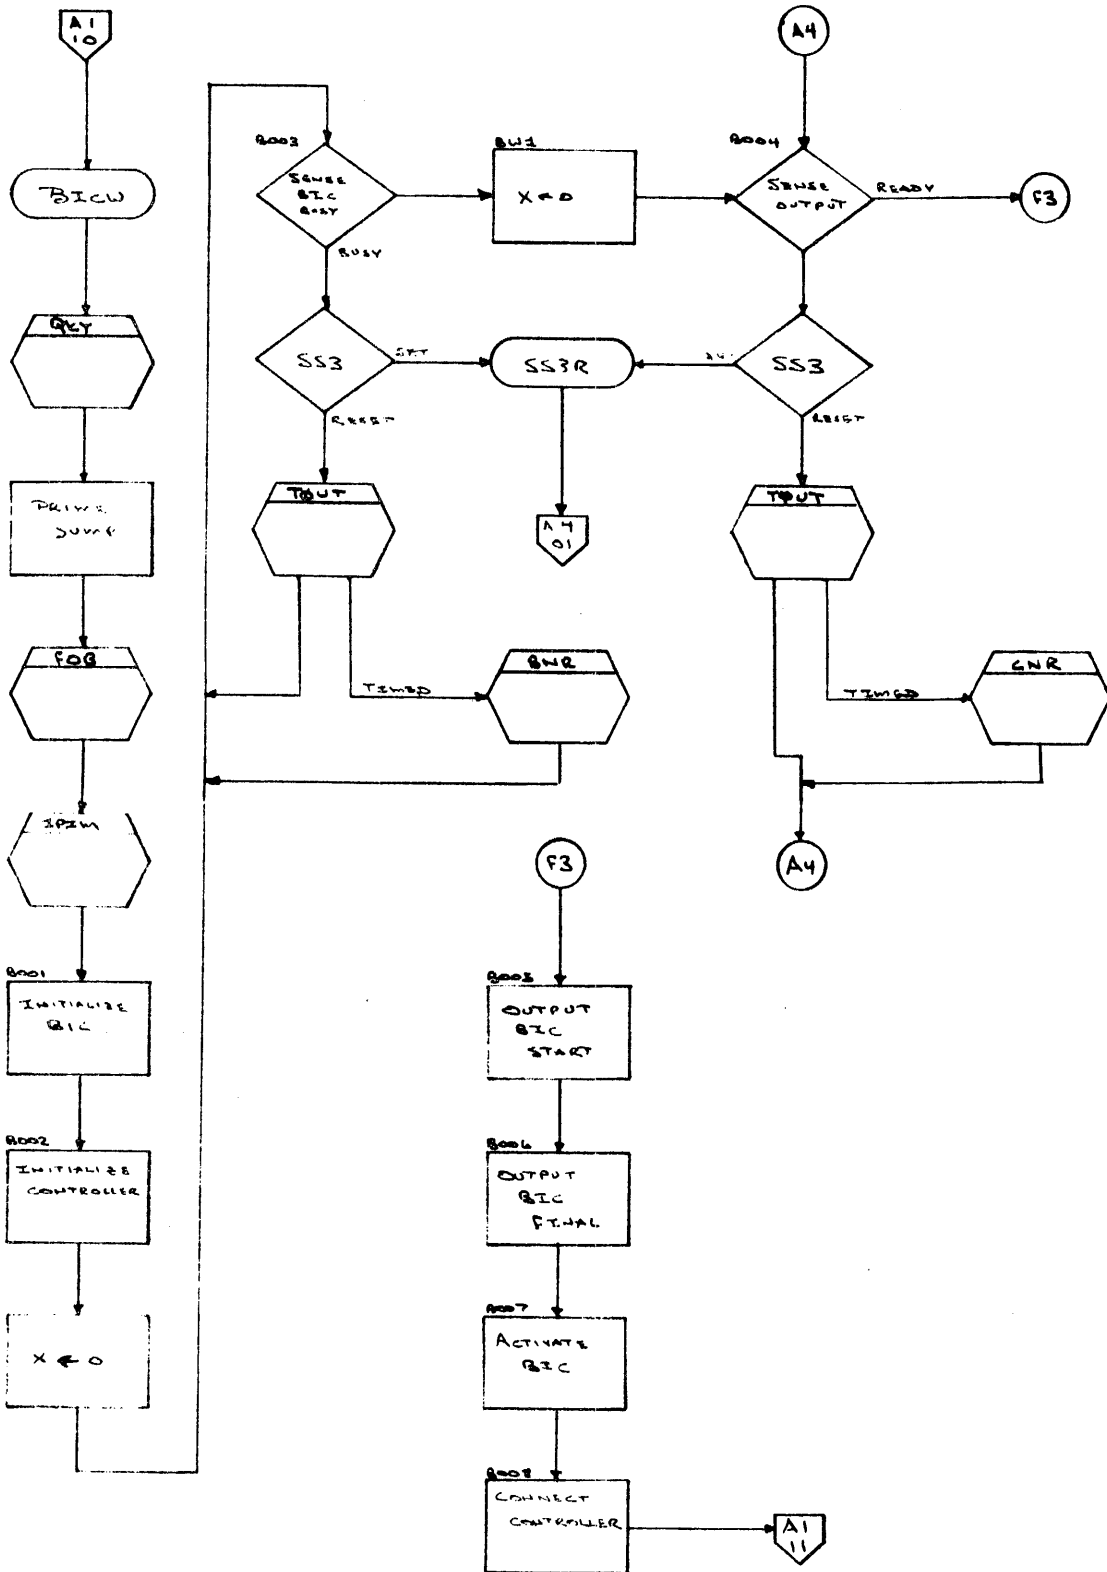 A1
10
BICW
QKY
PRIME
DUMP
FOB
IPIM
B001
INITIALIZE
BIC
B002
INITIALIZE
CONTROLLER
X ← 0
B003
SENSE
BIC
BUSY
BUSY
SS3
SET
RESET
TOUT
TIMED
BNR
BW1
X ← 0
SS3R
A4
01
A4
B004
SENSE
OUTPUT
READY
F3
SS3
RESET
TOUT
TIMED
GNR
A4
F3
B005
OUTPUT
BIC
START
B006
OUTPUT
BIC
FINAL
B007
ACTIVATE
BIC
B008
CONNECT
CONTROLLER
A1
11